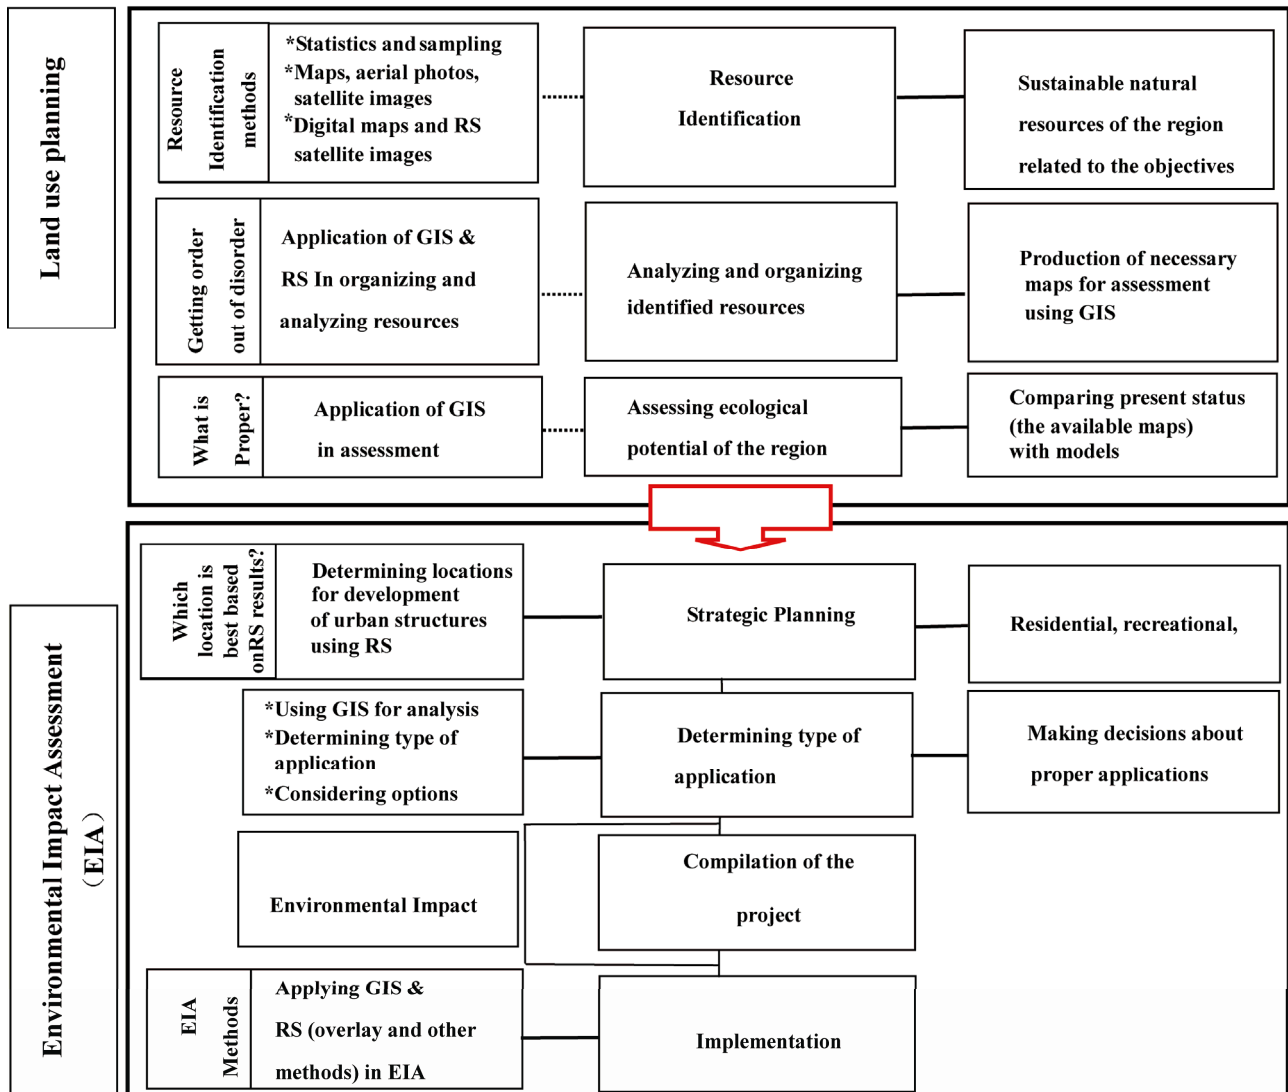 Land use planning
Resource
Identification
methods
*Statistics and sampling
*Maps, aerial photos,
satellite images
*Digital maps and RS
satellite images
Resource
Identification
Sustainable natural
resources of the region
related to the objectives
Getting order
out of disorder
Application of GIS &
RS In organizing and
analyzing resources
Analyzing and organizing
identified resources
Production of necessary
maps for assessment
using GIS
What is
Proper?
Application of GIS
in assessment
Assessing ecological
potential of the region
Comparing present status
(the available maps)
with models
Environmental Impact Assessment
(EIA)
Which
location is
best based
onRS results?
Determining locations
for development
of urban structures
using RS
Strategic Planning
Residential, recreational,
*Using GIS for analysis
*Determining type of
application
*Considering options
Determining type of
application
Making decisions about
proper applications
Environmental Impact
Compilation of the
project
EIA
Methods
Applying GIS &
RS (overlay and other
methods) in EIA
Implementation